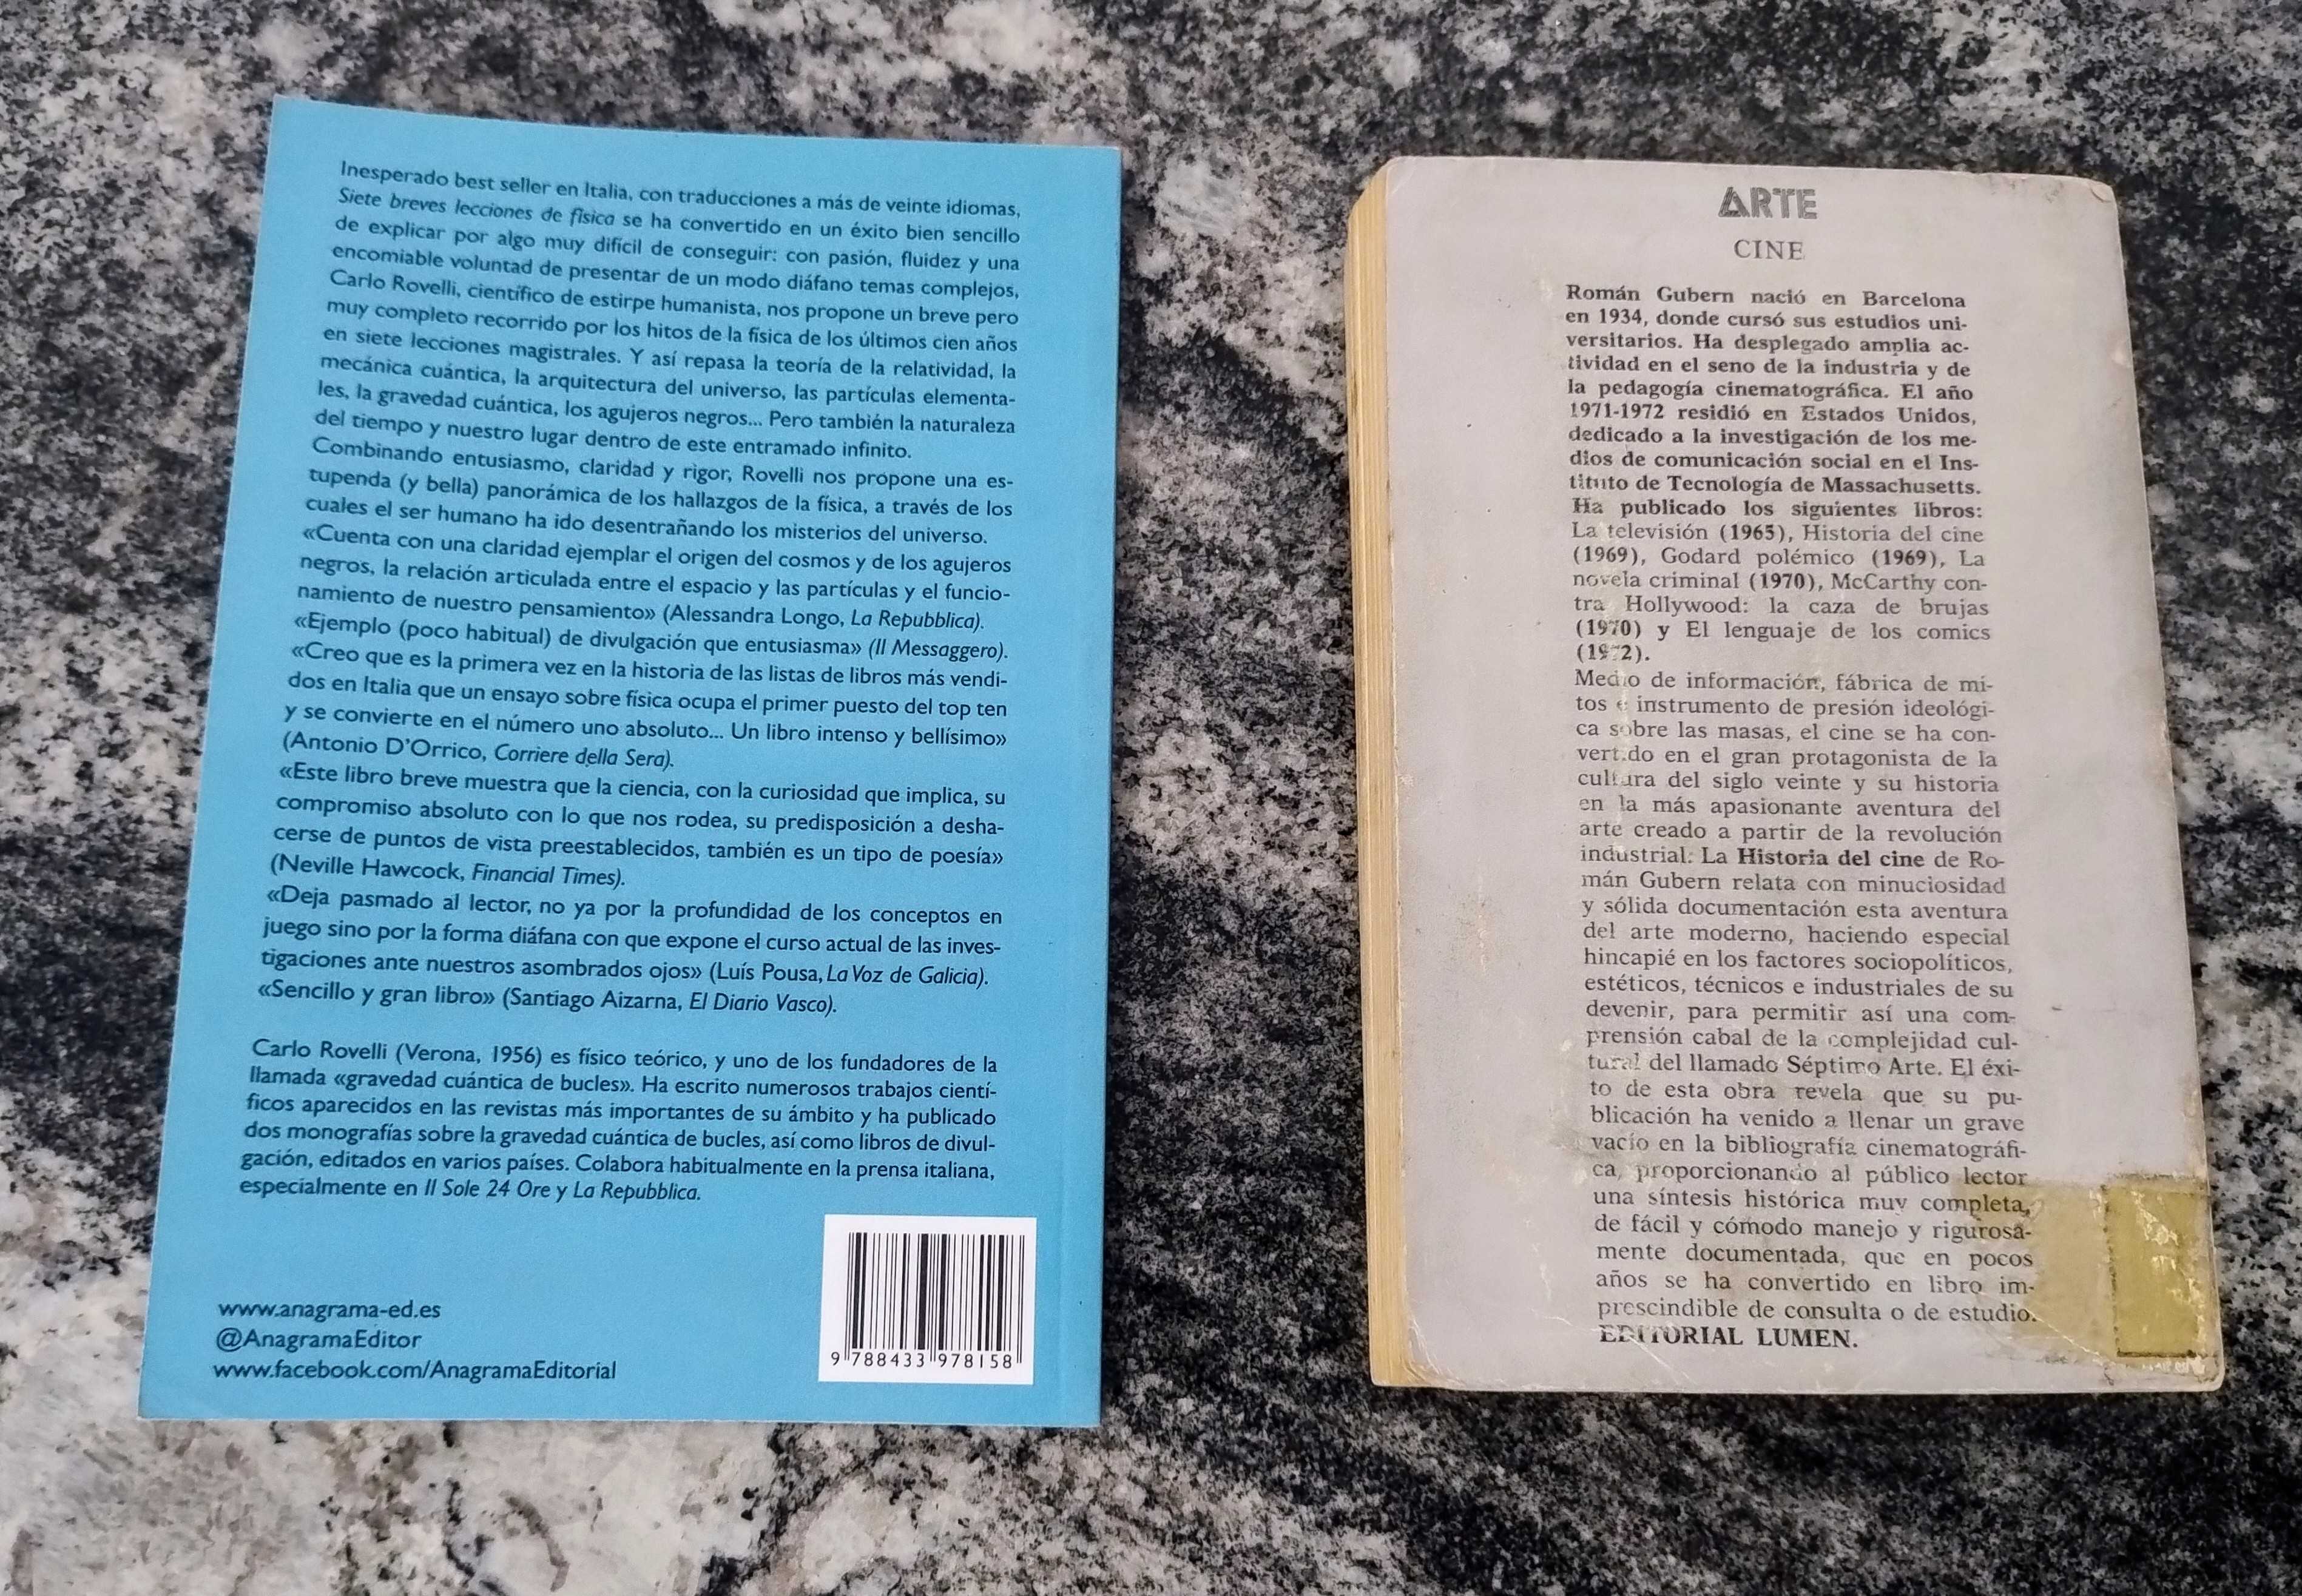 Inesperado best seller en Italia, con traducciones a más de veinte idiomas,
Siete breves lecciones de física se ha convertido en un éxito bien sencillo
de explicar por algo muy difícil de conseguir: con pasión, fluidez y una
encomiable voluntad de presentar de un modo diáfano temas complejos,
Carlo Rovelli, científico de estirpe humanista, nos propone un breve pero
muy completo recorrido por los hitos de la física de los últimos cien años
en siete lecciones magistrales. Y así repasa la teoría de la relatividad, la
mecánica cuántica, la arquitectura del universo, las partículas elementa-
les, la gravedad cuántica, los agujeros negros... Pero también la naturaleza
del tiempo y nuestro lugar dentro de este entramado infinito.
Combinando entusiasmo, claridad y rigor, Rovelli nos propone una es-
tupenda (y bella) panorámica de los hallazgos de la física, a través de los
cuales el ser humano ha ido desentrañando los misterios del universo.
«Cuenta con una claridad ejemplar el origen del cosmos y de los agujeros
negros, la relación articulada entre el espacio y las partículas y el funcio-
namiento de nuestro pensamiento» (Alessandra Longo, La Repubblica).
«Ejemplo (poco habitual) de divulgación que entusiasma» (Il Messaggero).
«Creo que es la primera vez en la historia de las listas de libros más vendi-
dos en Italia que un ensayo sobre física ocupa el primer puesto del top ten
y se convierte en el número uno absoluto... Un libro intenso y bellísimo»
(Antonio D'Orrico, Corriere della Sera).
«Este libro breve muestra que la ciencia, con la curiosidad que implica, su
compromiso absoluto con lo que nos rodea, su predisposición a desha-
cerse de puntos de vista preestablecidos, también es un tipo de poesía»
(Neville Hawcock, Financial Times).
«Deja pasmado al lector, no ya por la profundidad de los conceptos en
juego sino por la forma diáfana con que expone el curso actual de las inves-
tigaciones ante nuestros asombrados ojos» (Luís Pousa, La Voz de Galicia).
«Sencillo y gran libro» (Santiago Aizarna, El Diario Vasco).
Carlo Rovelli (Verona, 1956) es físico teórico, y uno de los fundadores de la
llamada «gravedad cuántica de bucles». Ha escrito numerosos trabajos cientí-
ficos aparecidos en las revistas más importantes de su ámbito y ha publicado
dos monografías sobre la gravedad cuántica de bucles, así como libros de divul-
gación, editados en varios países. Colabora habitualmente en la prensa italiana,
especialmente en Il Sole 24 Ore y La Repubblica.
www.anagrama-ed.es
@AnagramaEditor
www.facebook.com/AnagramaEditorial
9 788433 978158
ARTE
CINE
Román Gubern nació en Barcelona
en 1934, donde cursó sus estudios uni-
versitarios. Ha desplegado amplia ac-
tividad en el seno de la industria y de
la pedagogía cinematográfica. El año
1971-1972 residió en Estados Unidos,
dedicado a la investigación de los me-
dios de comunicación social en el Ins-
tituto de Tecnología de Massachusetts.
Ha publicado los siguientes libros:
La televisión (1965), Historia del cine
(1969), Godard polémico (1969), La
novela criminal (1970), McCarthy con-
tra Hollywood: la caza de brujas
(1970) y El lenguaje de los comics
(1972).
Medio de información, fábrica de mi-
tos e instrumento de presión ideológi-
ca sobre las masas, el cine se ha con-
vertido en el gran protagonista de la
cultura del siglo veinte y su historia
en la más apasionante aventura del
arte creado a partir de la revolución
industrial. La Historia del cine de Ro-
mán Gubern relata con minuciosidad
y sólida documentación esta aventura
del arte moderno, haciendo especial
hincapié en los factores sociopolíticos,
estéticos, técnicos e industriales de su
devenir, para permitir así una com-
prensión cabal de la complejidad cul-
tural del llamado Séptimo Arte. El éxi-
to de esta obra revela que su pu-
blicación ha venido a llenar un grave
vacío en la bibliografía cinematográfi-
ca, proporcionando al público lector
una síntesis histórica muy completa,
de fácil y cómodo manejo y rigurosa-
mente documentada, que en pocos
años se ha convertido en libro im-
prescindible de consulta o de estudio.
EDITORIAL LUMEN.